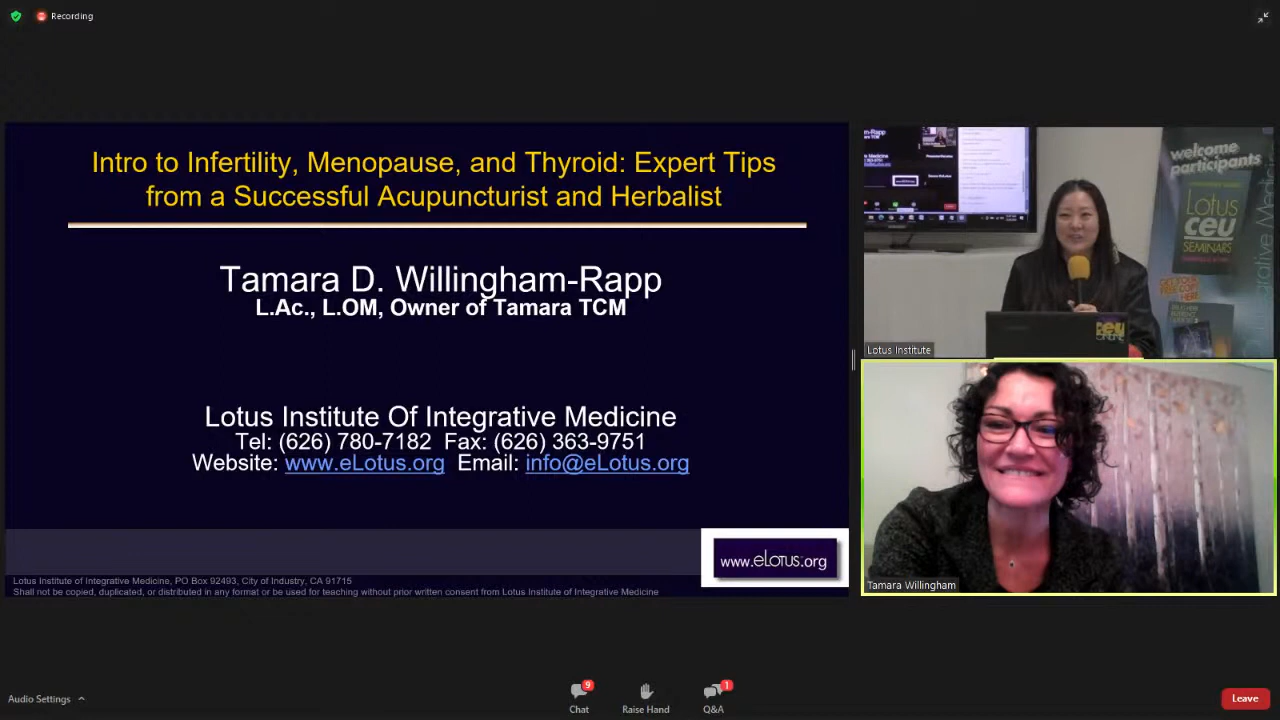 Recording
Intro to Infertility, Menopause, and Thyroid: Expert Tips
from a Successful Acupuncturist and Herbalist
Tamara D. Willingham-Rapp
L.Ac., L.OM, Owner of Tamara TCM
Lotus Institute Of Integrative Medicine
Tel: (626) 780-7182 Fax: (626) 363-9751
Website: www.eLotus.org Email: info@eLotus.org
www.eLotus.org
Lotus Institute of Integrative Medicine, PO Box 92493, City of Industry, CA 91715
Shall not be copied, duplicated, or distributed in any format or be used for teaching without prior written consent from Lotus Institute of Integrative Medicine
welcome
participants
Lotus
ceu
SEMINARS
Lotus Institute
Tamara Willingham
Audio Settings
9
Chat
Raise Hand
1
Q&A
Leave